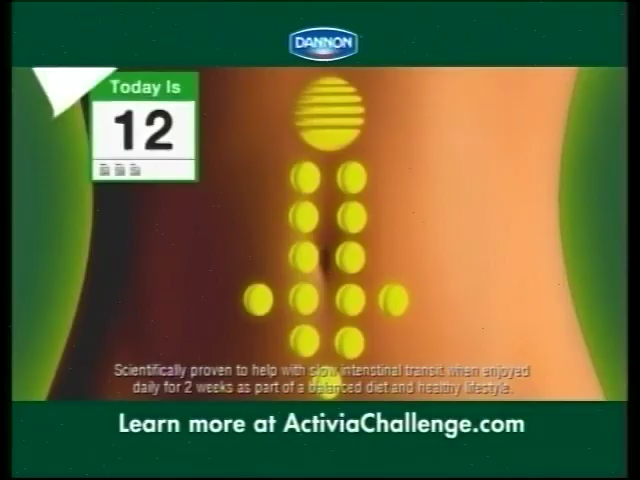 DANNON
Today Is
12
Scientifically proven to help with slow intenstinal transit when enjoyed
daily for 2 weeks as part of a balanced diet and healthy lifestyle.
Learn more at ActiviaChallenge.com